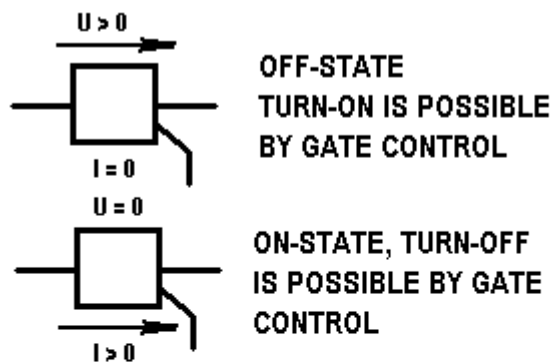 U > 0
OFF-STATE
TURN-ON IS POSSIBLE
BY GATE CONTROL
I = 0
U = 0
ON-STATE, TURN-OFF
IS POSSIBLE BY GATE
CONTROL
I > 0